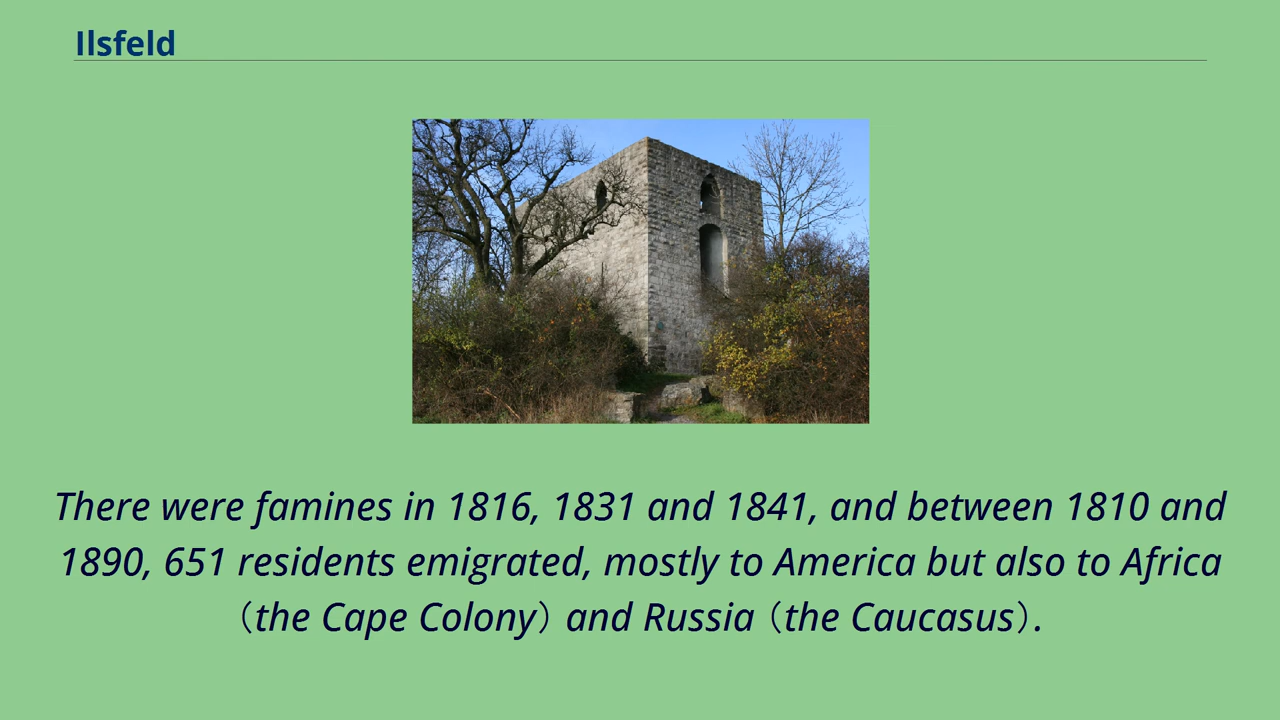 Ilsfeld
There were famines in 1816, 1831 and 1841, and between 1810 and
1890, 651 residents emigrated, mostly to America but also to Africa
（the Cape Colony） and Russia （the Caucasus）.